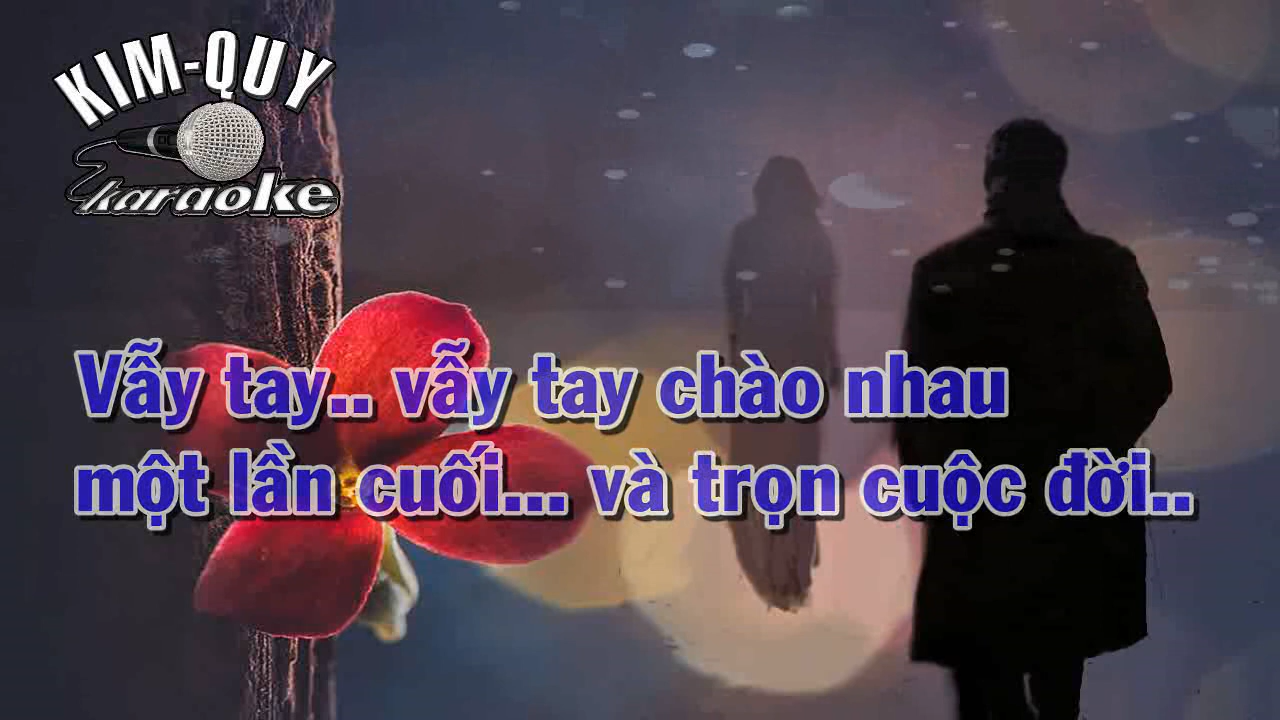 KIM-QUY
karaoke
Vẫy tay.. vẫy tay chào nhau
một lần cuối... và trọn cuộc đời..